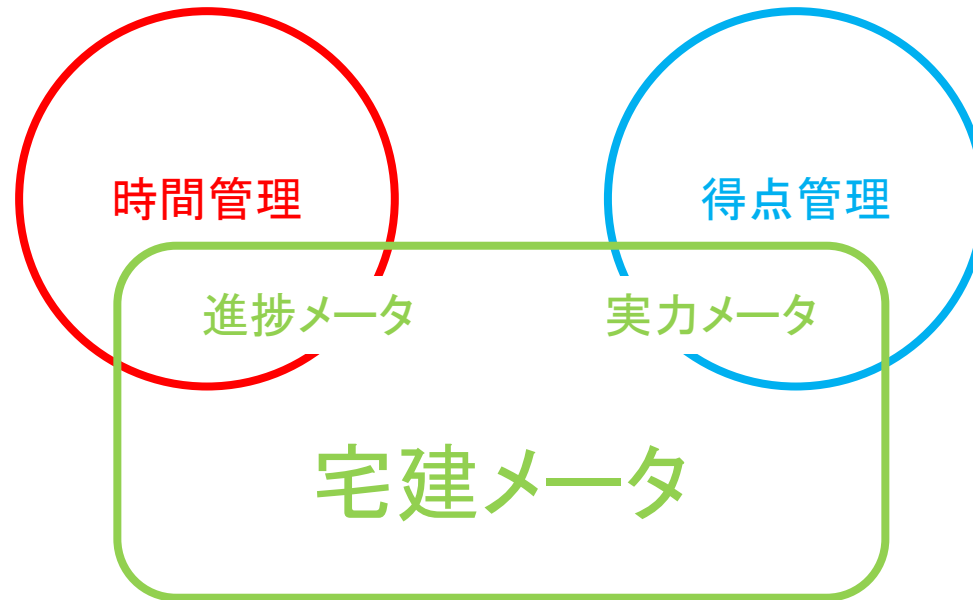 時間管理
得点管理
進捗メータ
実力メータ
宅建メータ